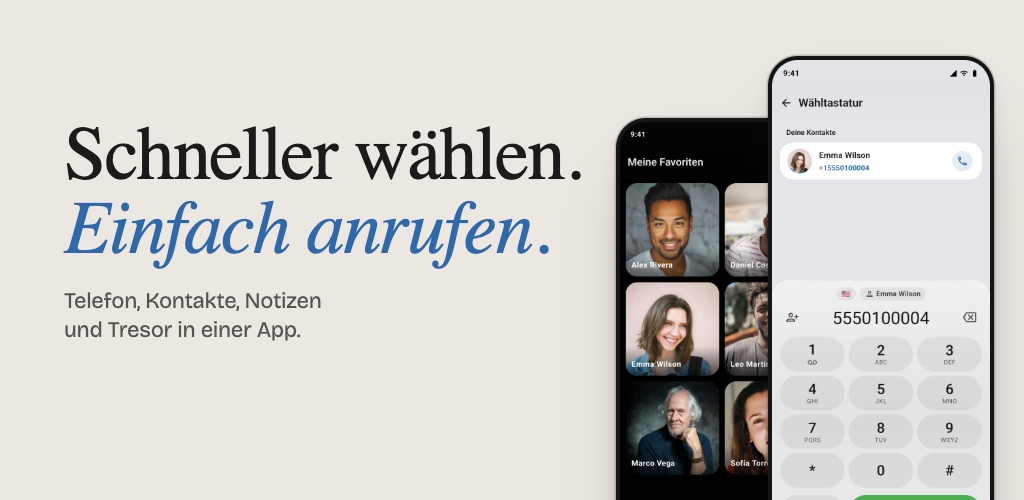 Schneller wählen.
Einfach anrufen.
Telefon, Kontakte, Notizen
und Tresor in einer App.
9:41
Meine Favoriten
Alex Rivera
Emma Wilson
Leo
Marco Vega
Sofía
9:41
Wähltastatur
Deine Kontakte
Emma Wilson
+15550100004
Emma Wilson
5550100004
1
2 ABC
3 DEF
4 GHI
5 JKL
6 MNO
7 PQRS
8 TUV
9 WXYZ
*
0
#